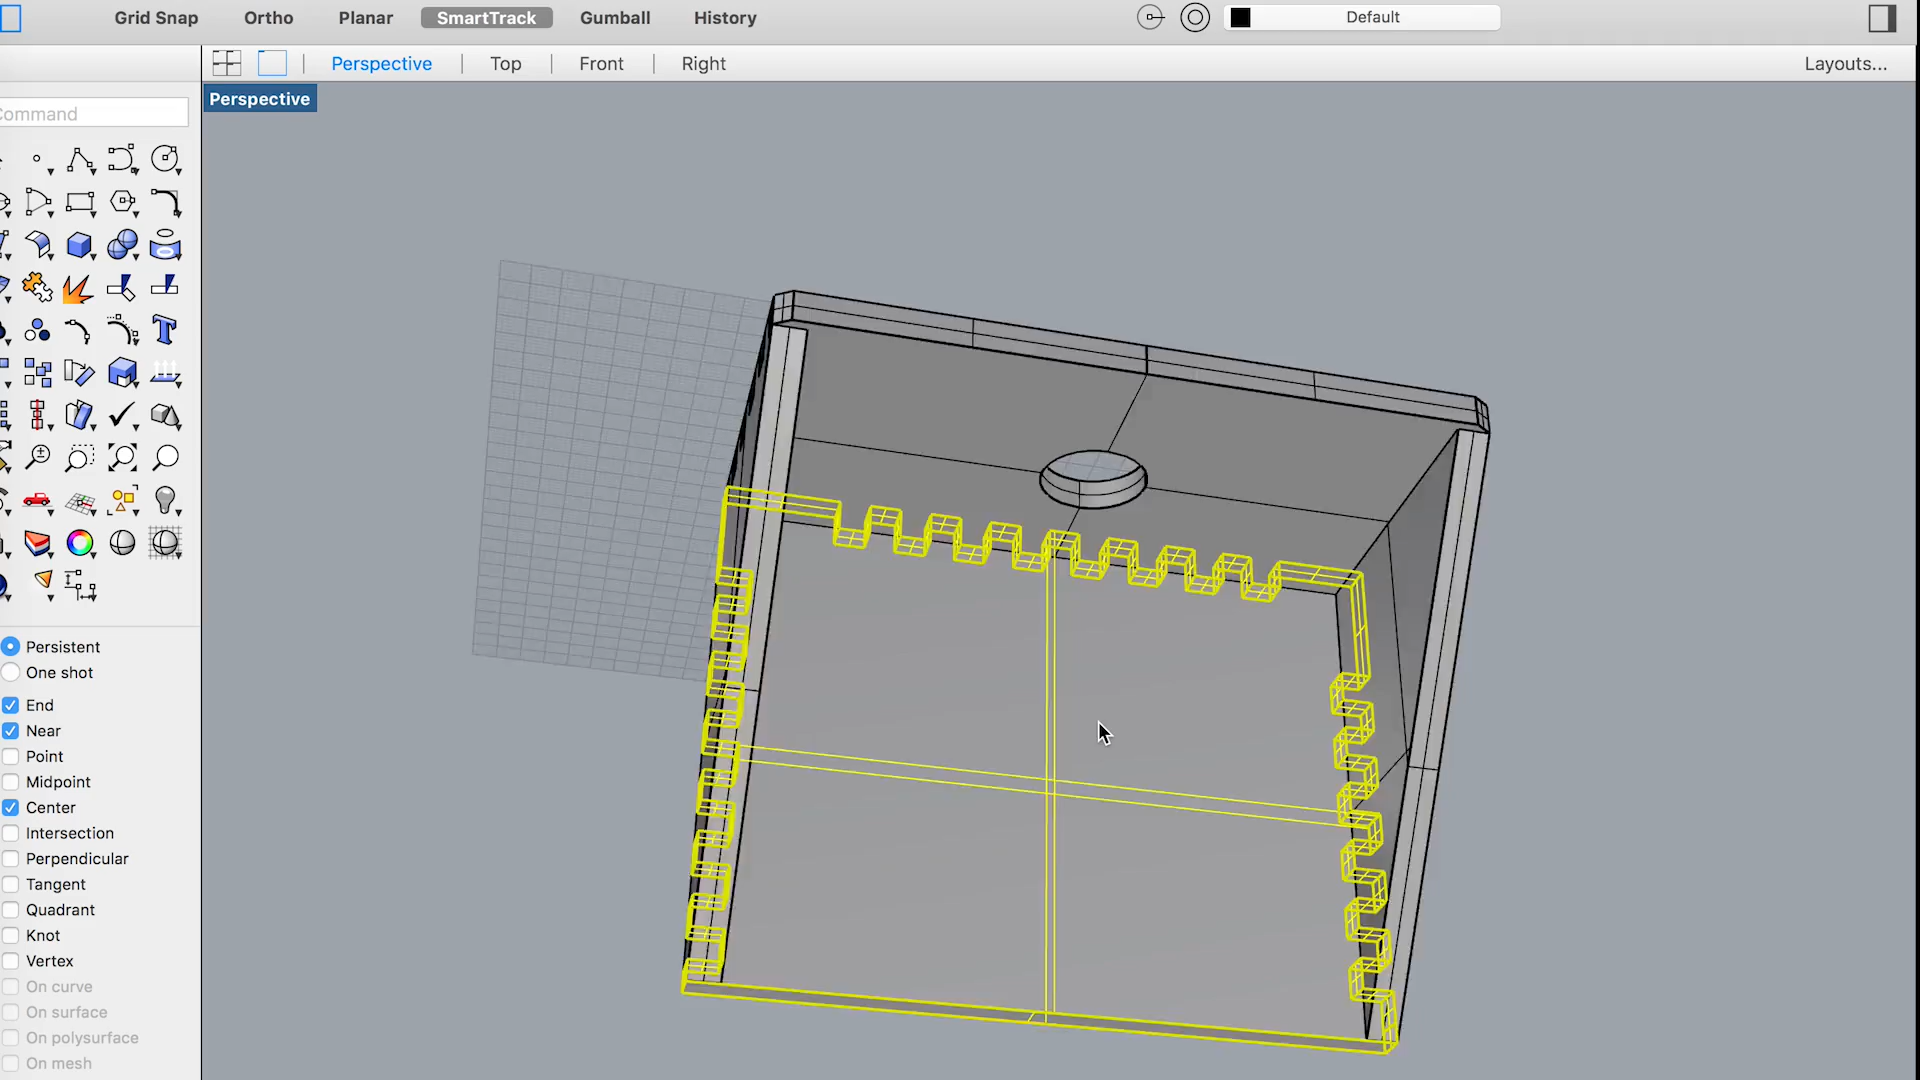 Grid Snap Ortho Planar SmartTrack Gumball History Default
Perspective Top Front Right Layouts...
Perspective
Command
Persistent
One shot
End
Near
Point
Midpoint
Center
Intersection
Perpendicular
Tangent
Quadrant
Knot
Vertex
On curve
On surface
On polysurface
On mesh